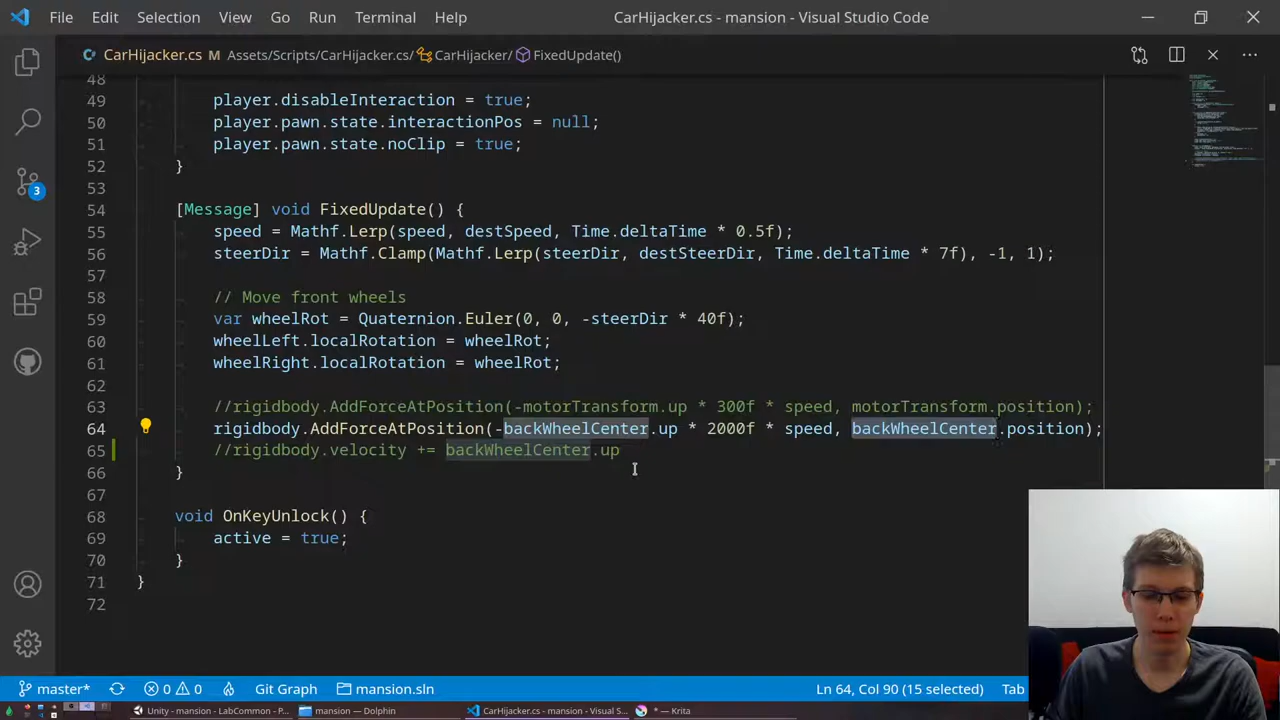 File Edit Selection View Go Run Terminal Help CarHijacker.cs - mansion - Visual Studio Code
CarHijacker.cs M Assets/Scripts/CarHijacker.cs/ CarHijacker/ FixedUpdate()
48
49 player.disableInteraction = true;
50 player.pawn.state.interactionPos = null;
51 player.pawn.state.noClip = true;
52 }
53
54 [Message] void FixedUpdate() {
55 speed = Mathf.Lerp(speed, destSpeed, Time.deltaTime * 0.5f);
56 steerDir = Mathf.Clamp(Mathf.Lerp(steerDir, destSteerDir, Time.deltaTime * 7f), -1, 1);
57
58 // Move front wheels
59 var wheelRot = Quaternion.Euler(0, 0, -steerDir * 40f);
60 wheelLeft.localRotation = wheelRot;
61 wheelRight.localRotation = wheelRot;
62
63 //rigidbody.AddForceAtPosition(-motorTransform.up * 300f * speed, motorTransform.position);
64 rigidbody.AddForceAtPosition(-backWheelCenter.up * 2000f * speed, backWheelCenter.position);
65 //rigidbody.velocity += backWheelCenter.up
66 }
67
68 void OnKeyUnlock() {
69 active = true;
70 }
71 }
72
3
master* 0 0 Git Graph mansion.sln Ln 64, Col 90 (15 selected) Tab
Unity - mansion - LabCommon - P... mansion — Dolphin CarHijacker.cs - mansion - Visual S... * — Krita